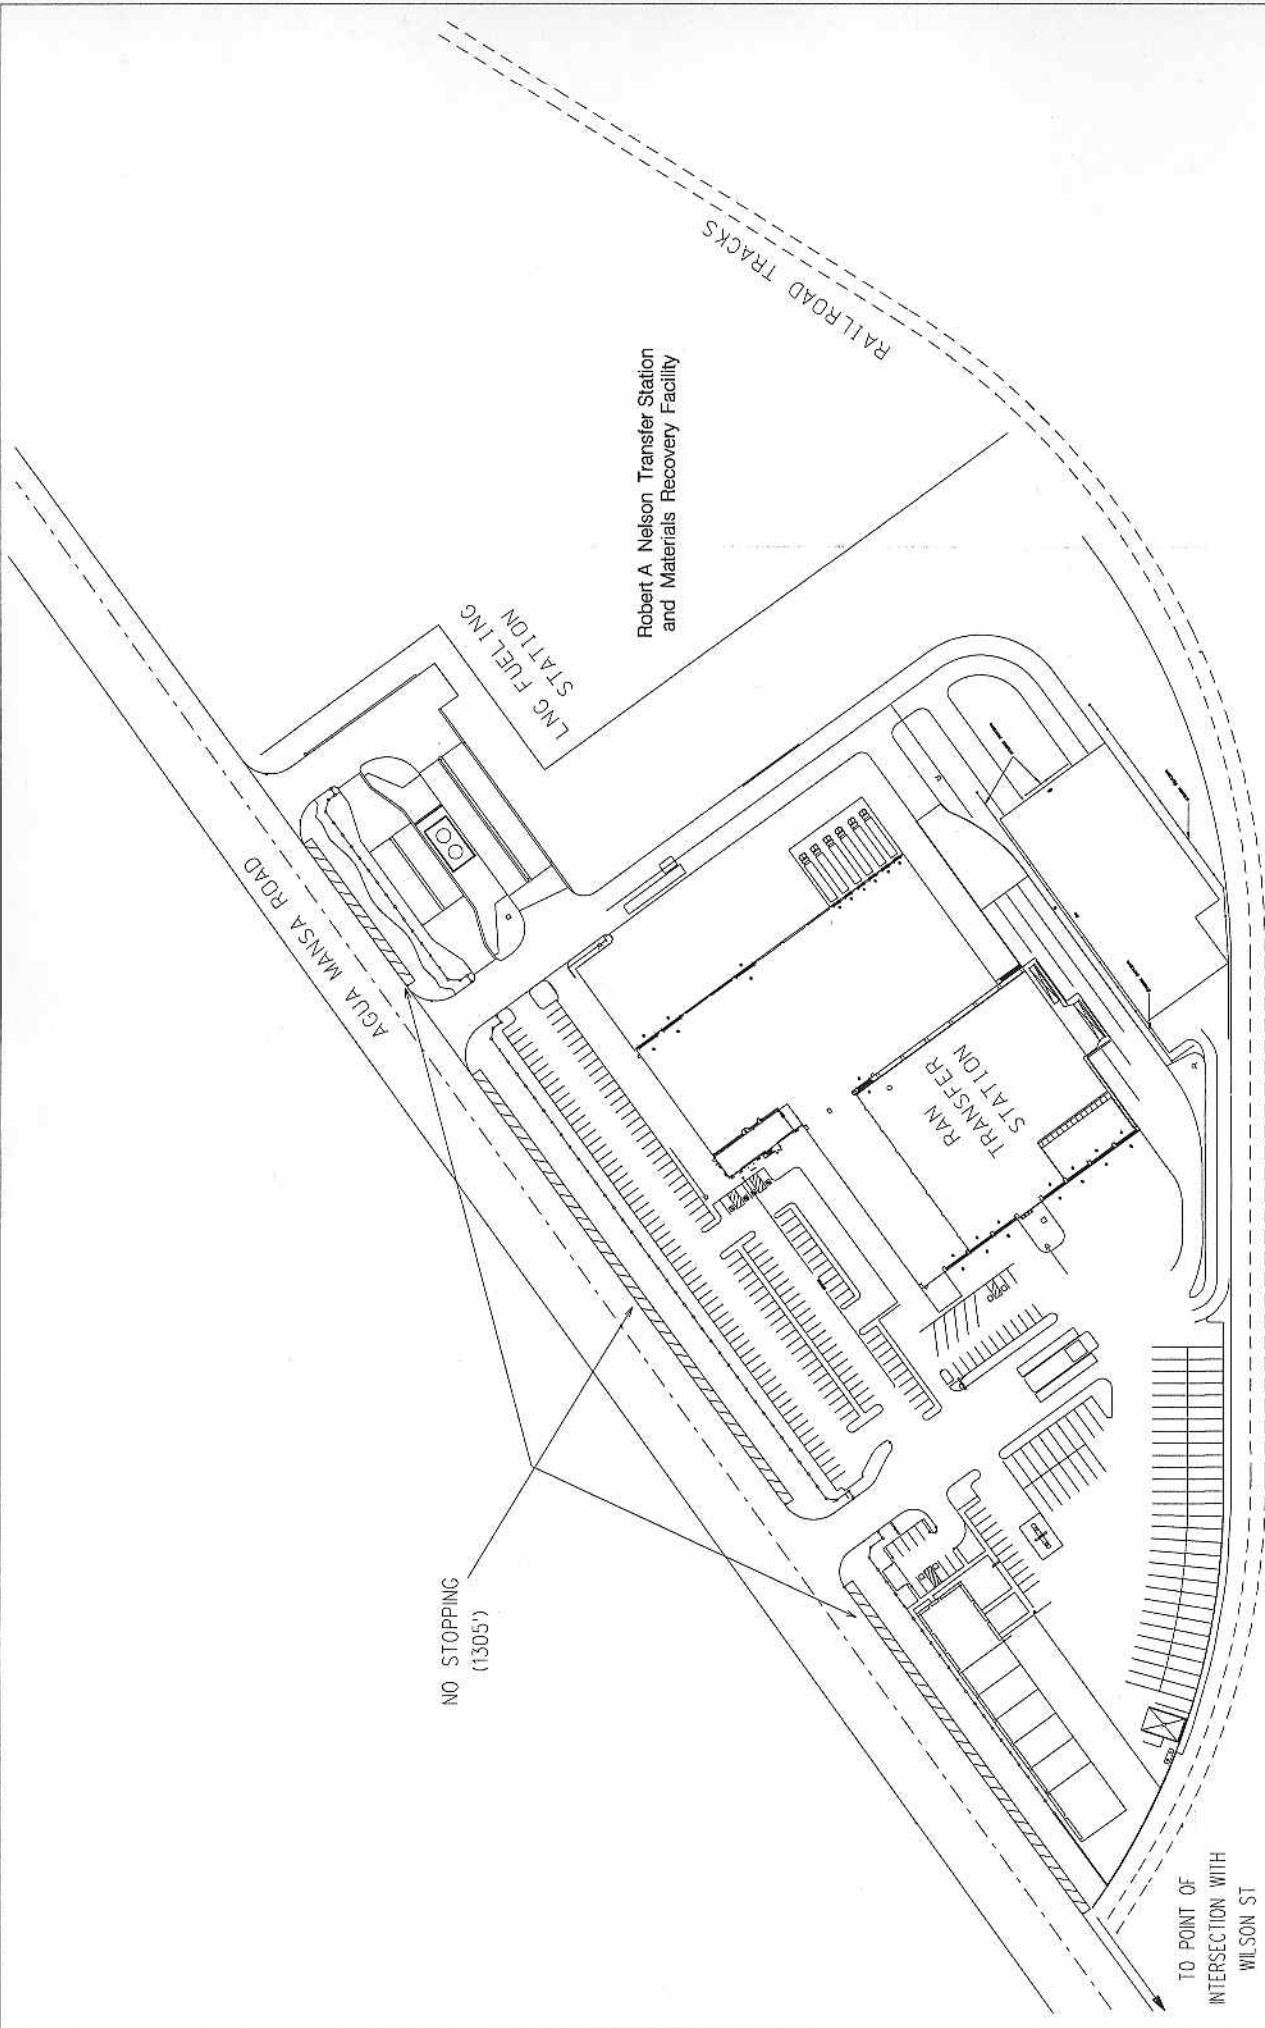 RAILROAD TRACKS
Robert A Nelson Transfer Station
and Materials Recovery Facility
LNG FUELING
STATION
AGUA MANSA ROAD
RAN
TRANSFER
STATION
NO STOPPING
(1305')
TO POINT OF
INTERSECTION WITH
WILSON ST